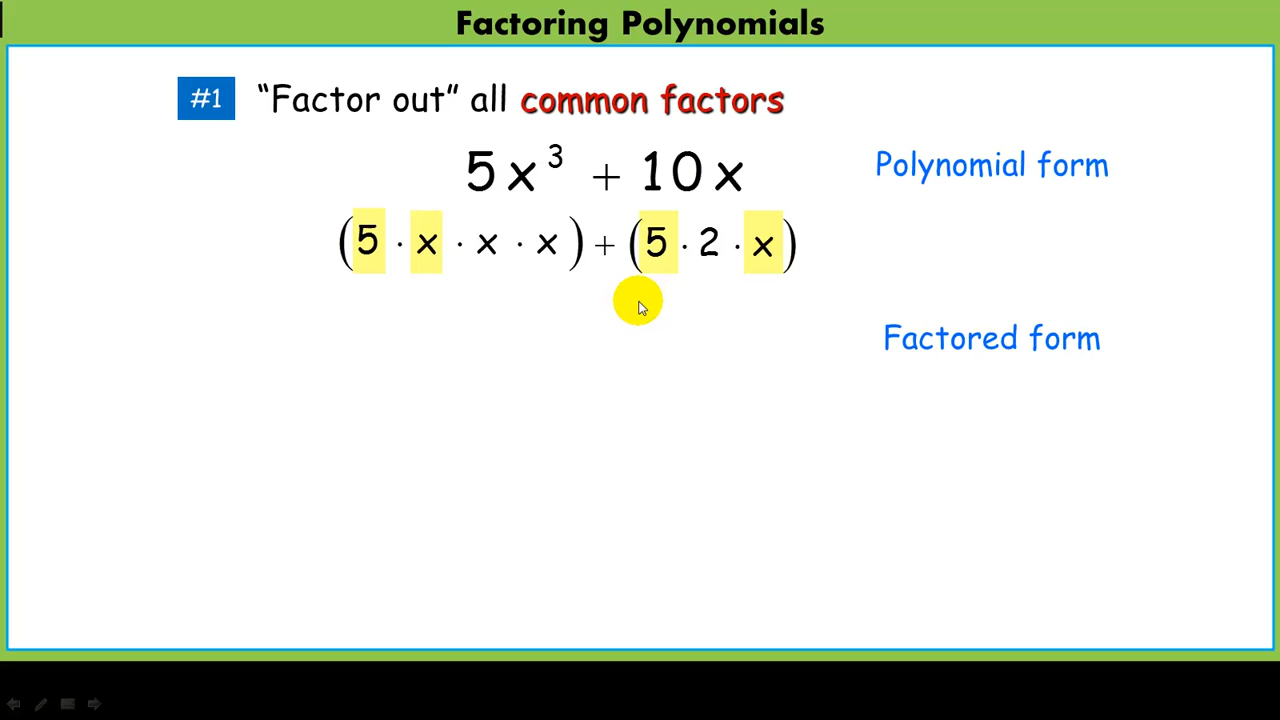 Factoring Polynomials
#1 “Factor out” all common factors
5x³ + 10x Polynomial form
(5 · x · x · x) + (5 · 2 · x)
Factored form